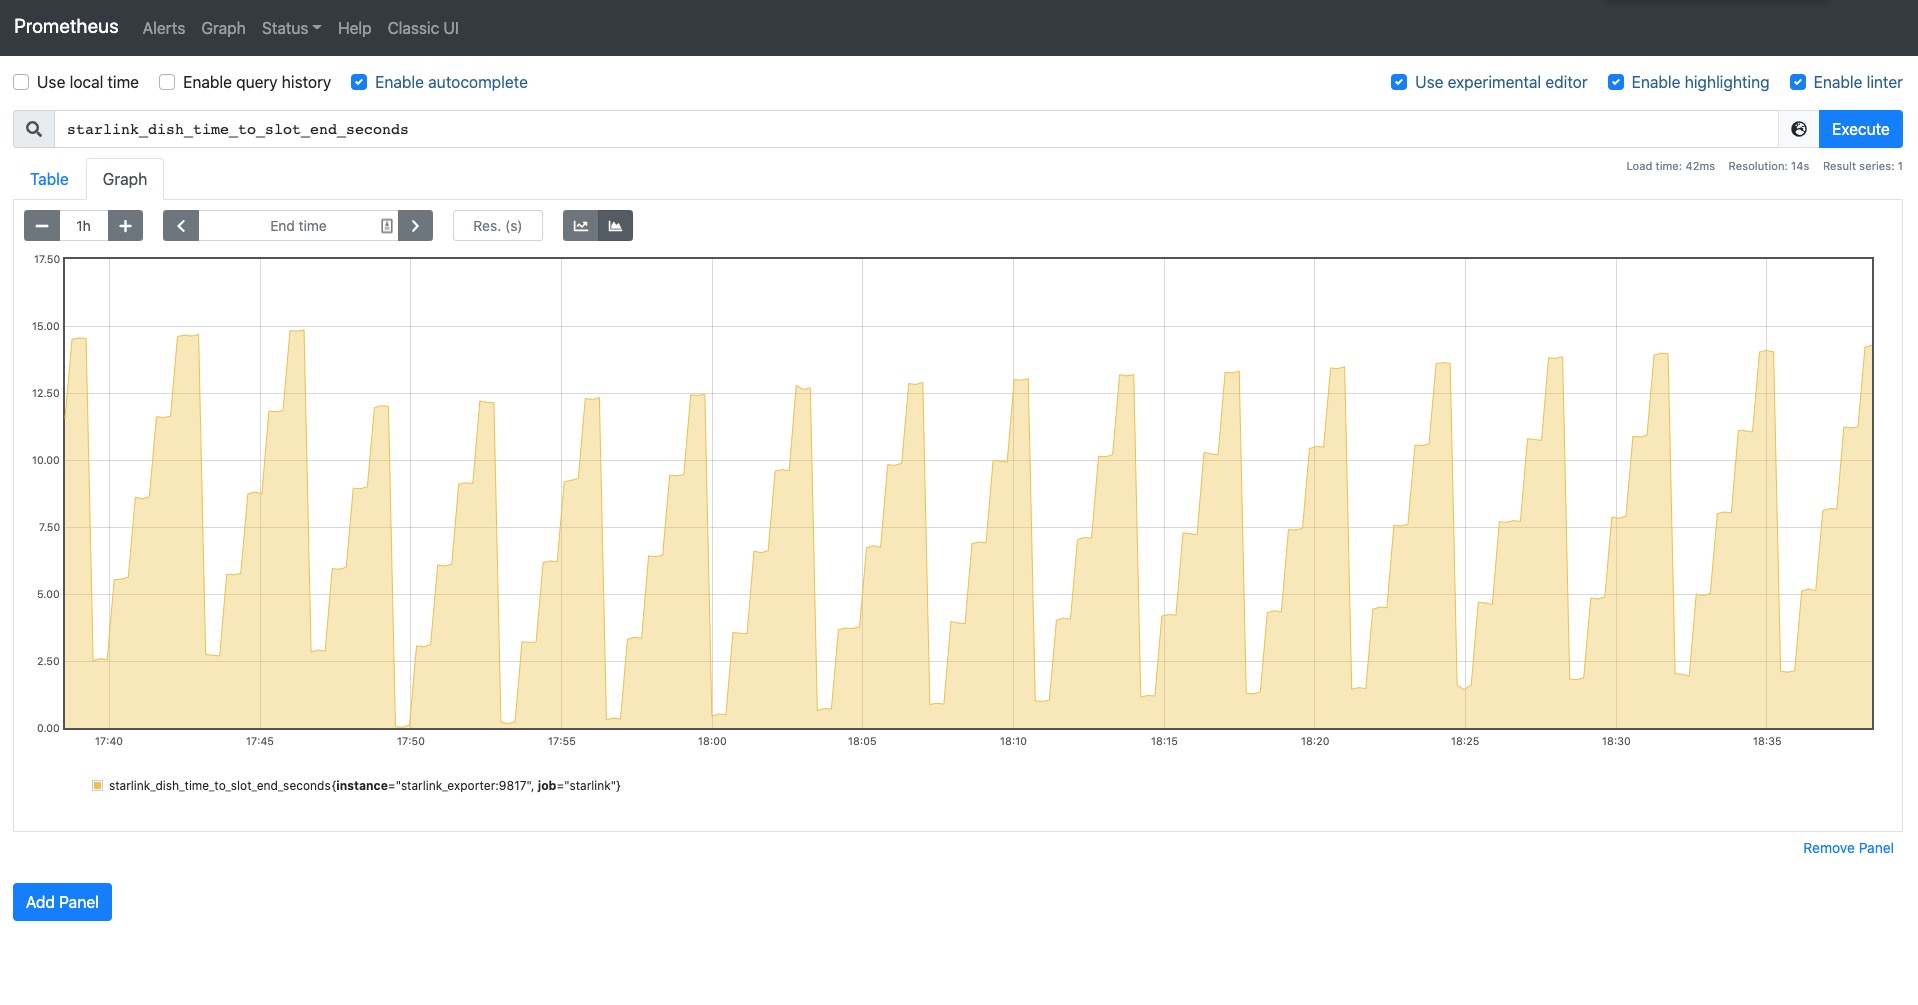 Prometheus Alerts Graph Status Help Classic UI
Use local time Enable query history Enable autocomplete Use experimental editor Enable highlighting Enable linter
starlink_dish_time_to_slot_end_seconds Execute
Table Graph Load time: 42ms Resolution: 14s Result series: 1
1h End time Res. (s)
17.50
15.00
12.50
10.00
7.50
5.00
2.50
0.00
17:40 17:45 17:50 17:55 18:00 18:05 18:10 18:15 18:20 18:25 18:30 18:35
starlink_dish_time_to_slot_end_seconds{instance="starlink_exporter:9817", job="starlink"}
Remove Panel
Add Panel